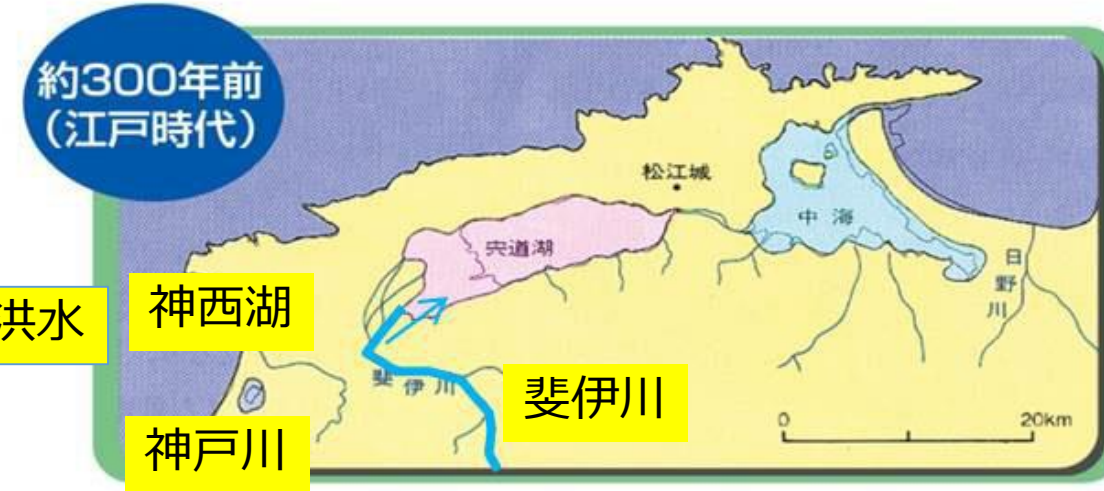 約300年前
(江戸時代)
松江城
中海
宍道湖
日野川
洪水
神西湖
斐伊川
斐伊川
神戸川
0
20km